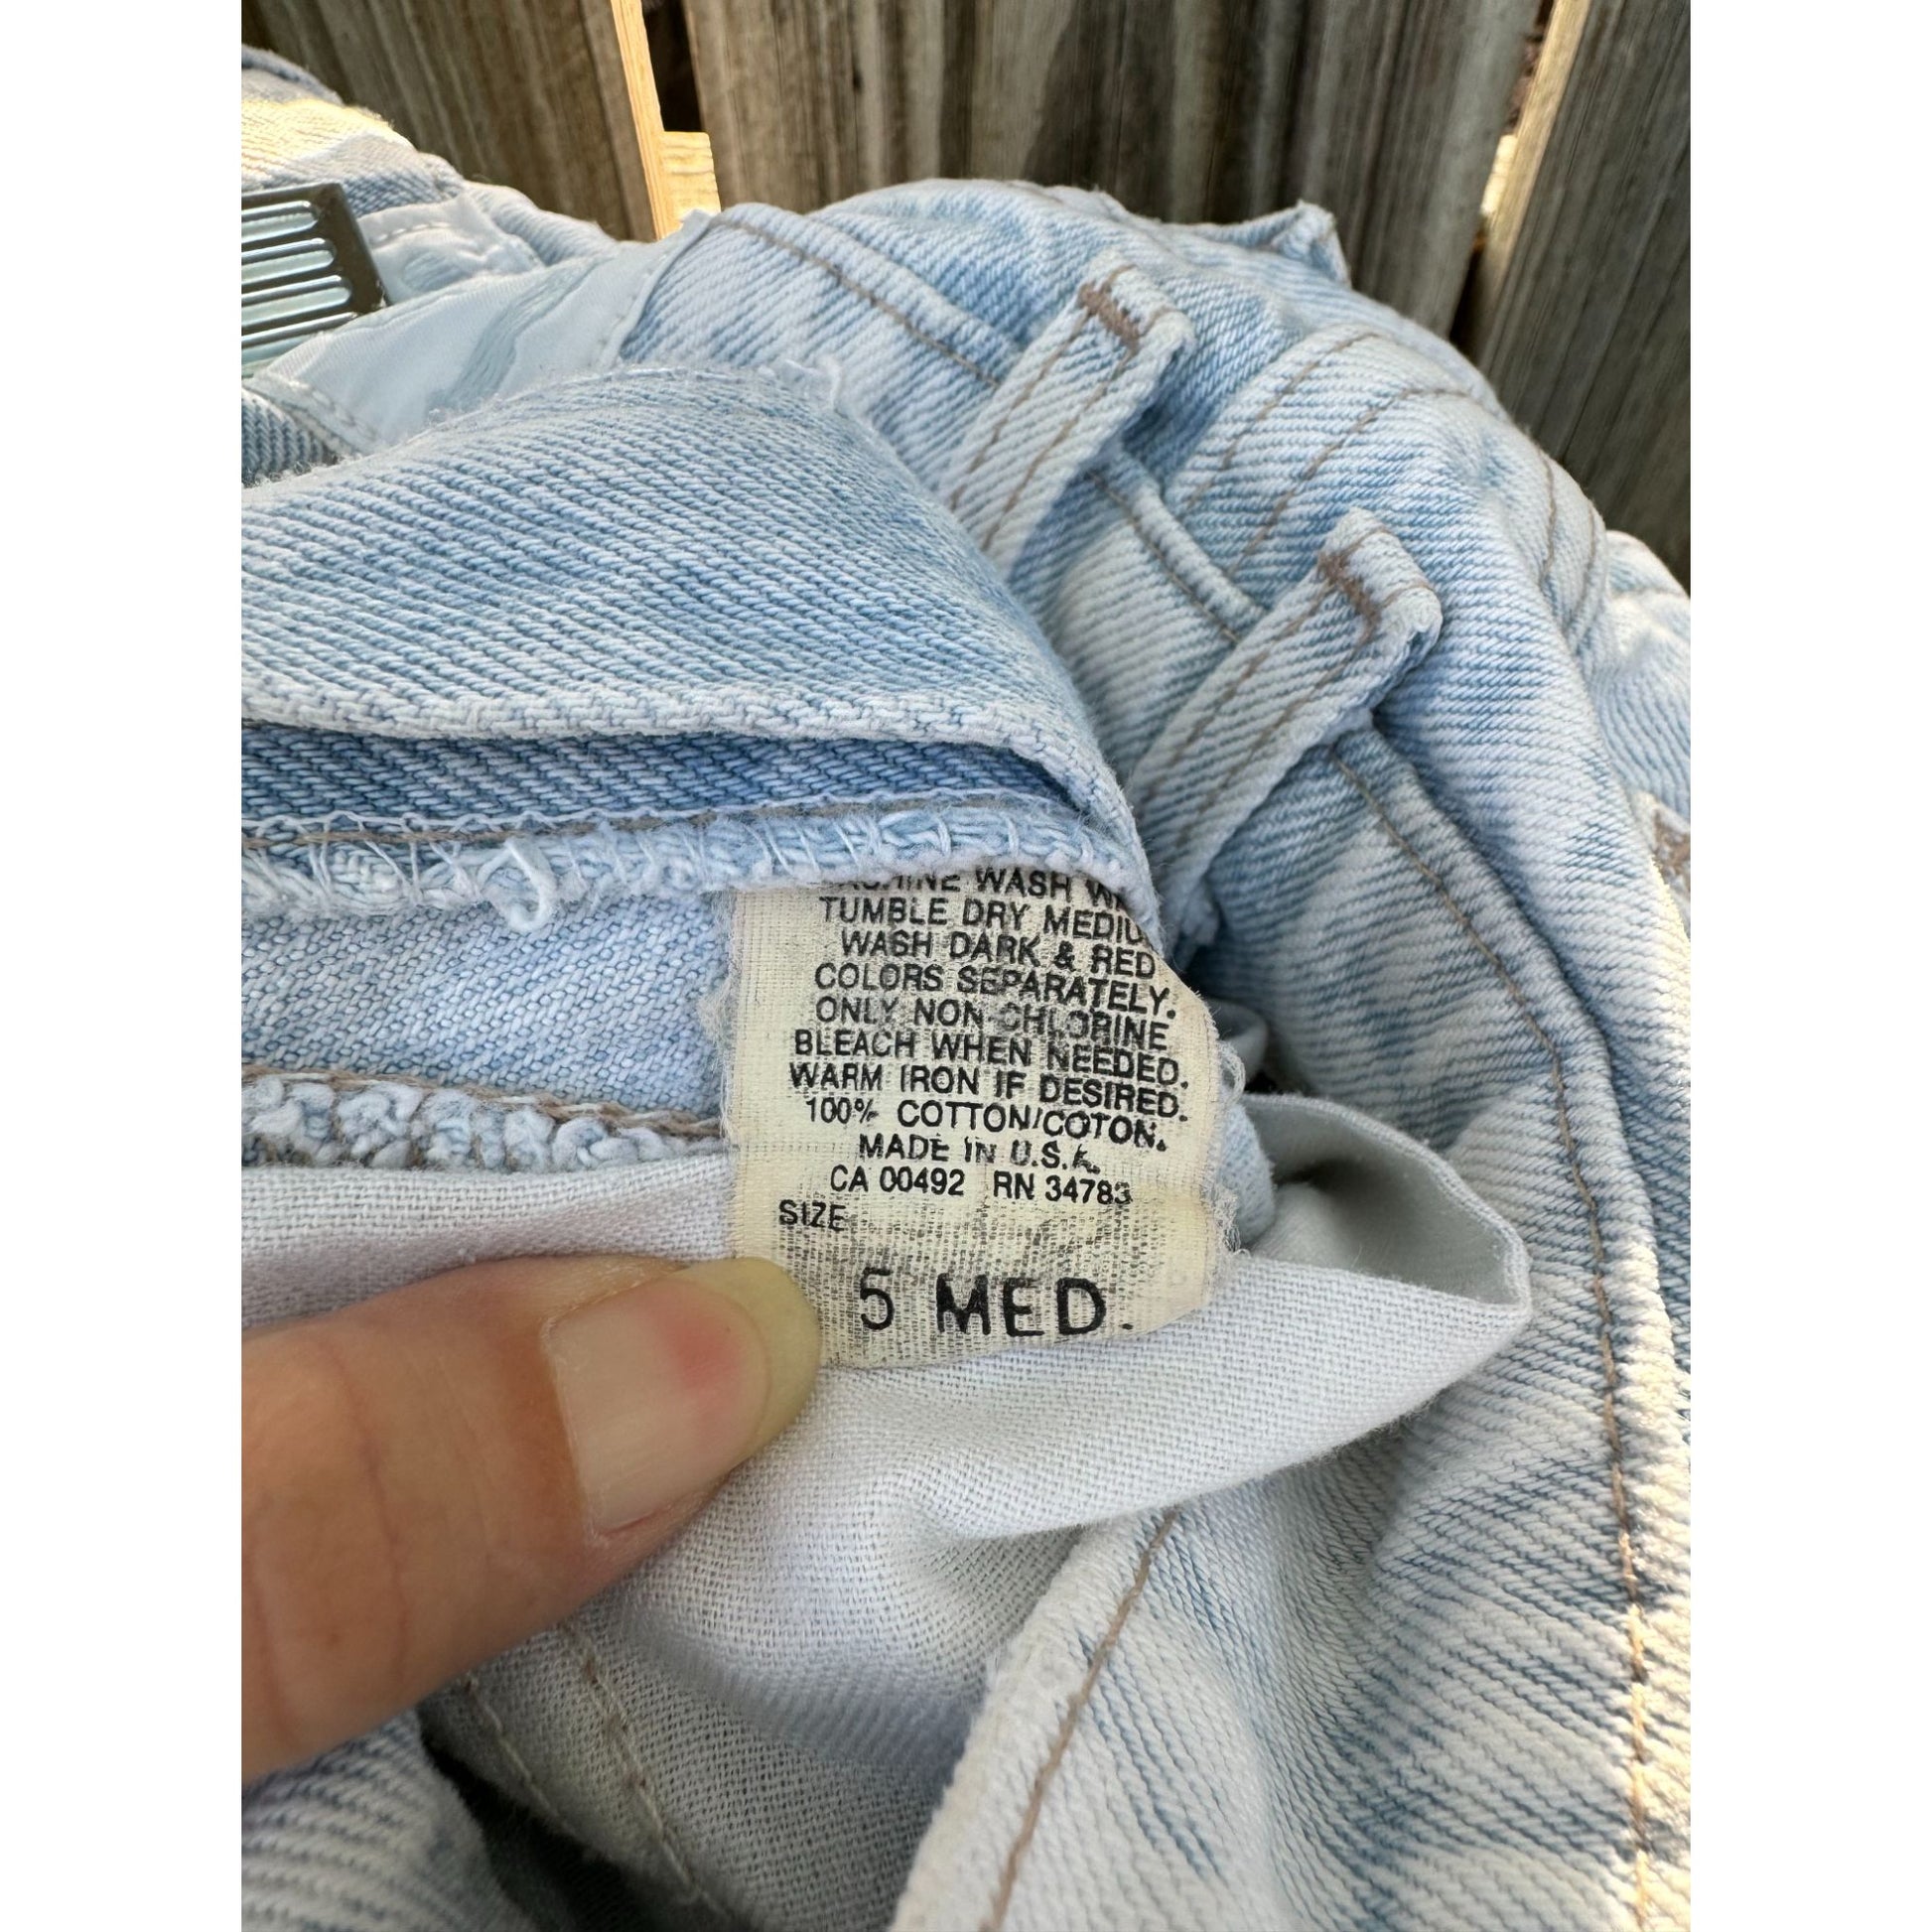 WASH
TUMBLE DRY
WASH DARK & RED
COLORS SEPARATELY.
ONLY NON CHLORINE
BLEACH WHEN NEEDED.
WARM IRON IF DESIRED.
100% COTTON/COTON.
MADE IN U.S.A.
CA 00492 RN 34783
SIZE
5 MED.